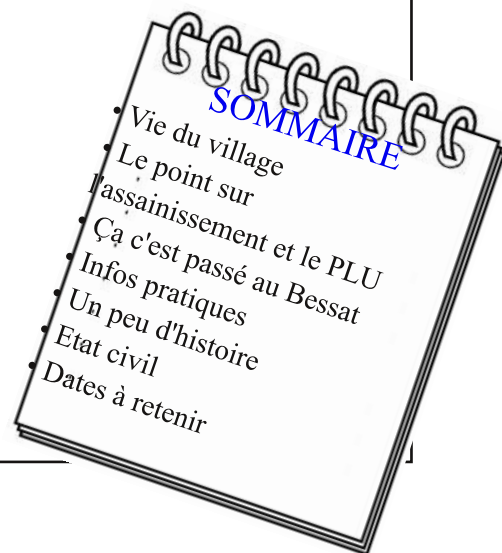 SOMMAIRE
• Vie du village
• Le point sur
l'assainissement et le PLU
• Ça c'est passé au Bessat
• Infos pratiques
• Un peu d'histoire
• Etat civil
• Dates à retenir